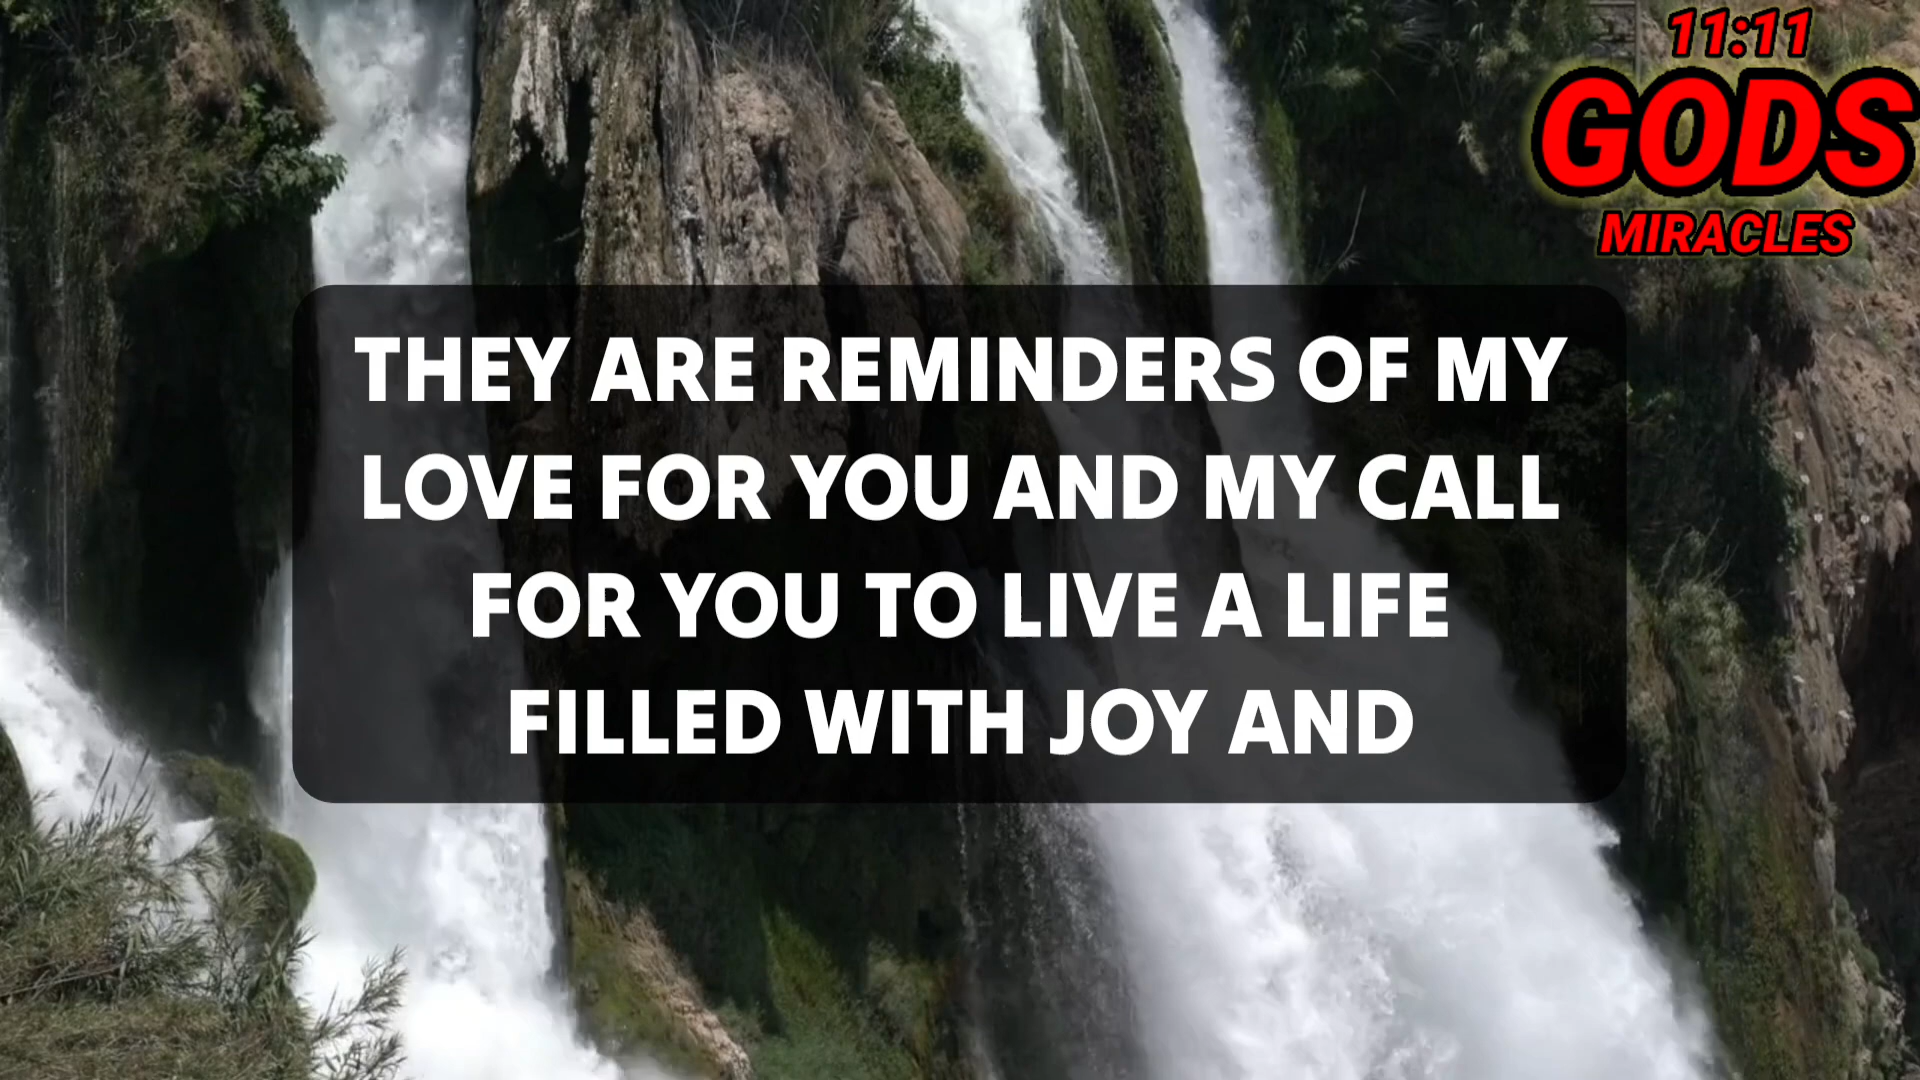 11:11
GODS
MIRACLES
THEY ARE REMINDERS OF MY
LOVE FOR YOU AND MY CALL
FOR YOU TO LIVE A LIFE
FILLED WITH JOY AND